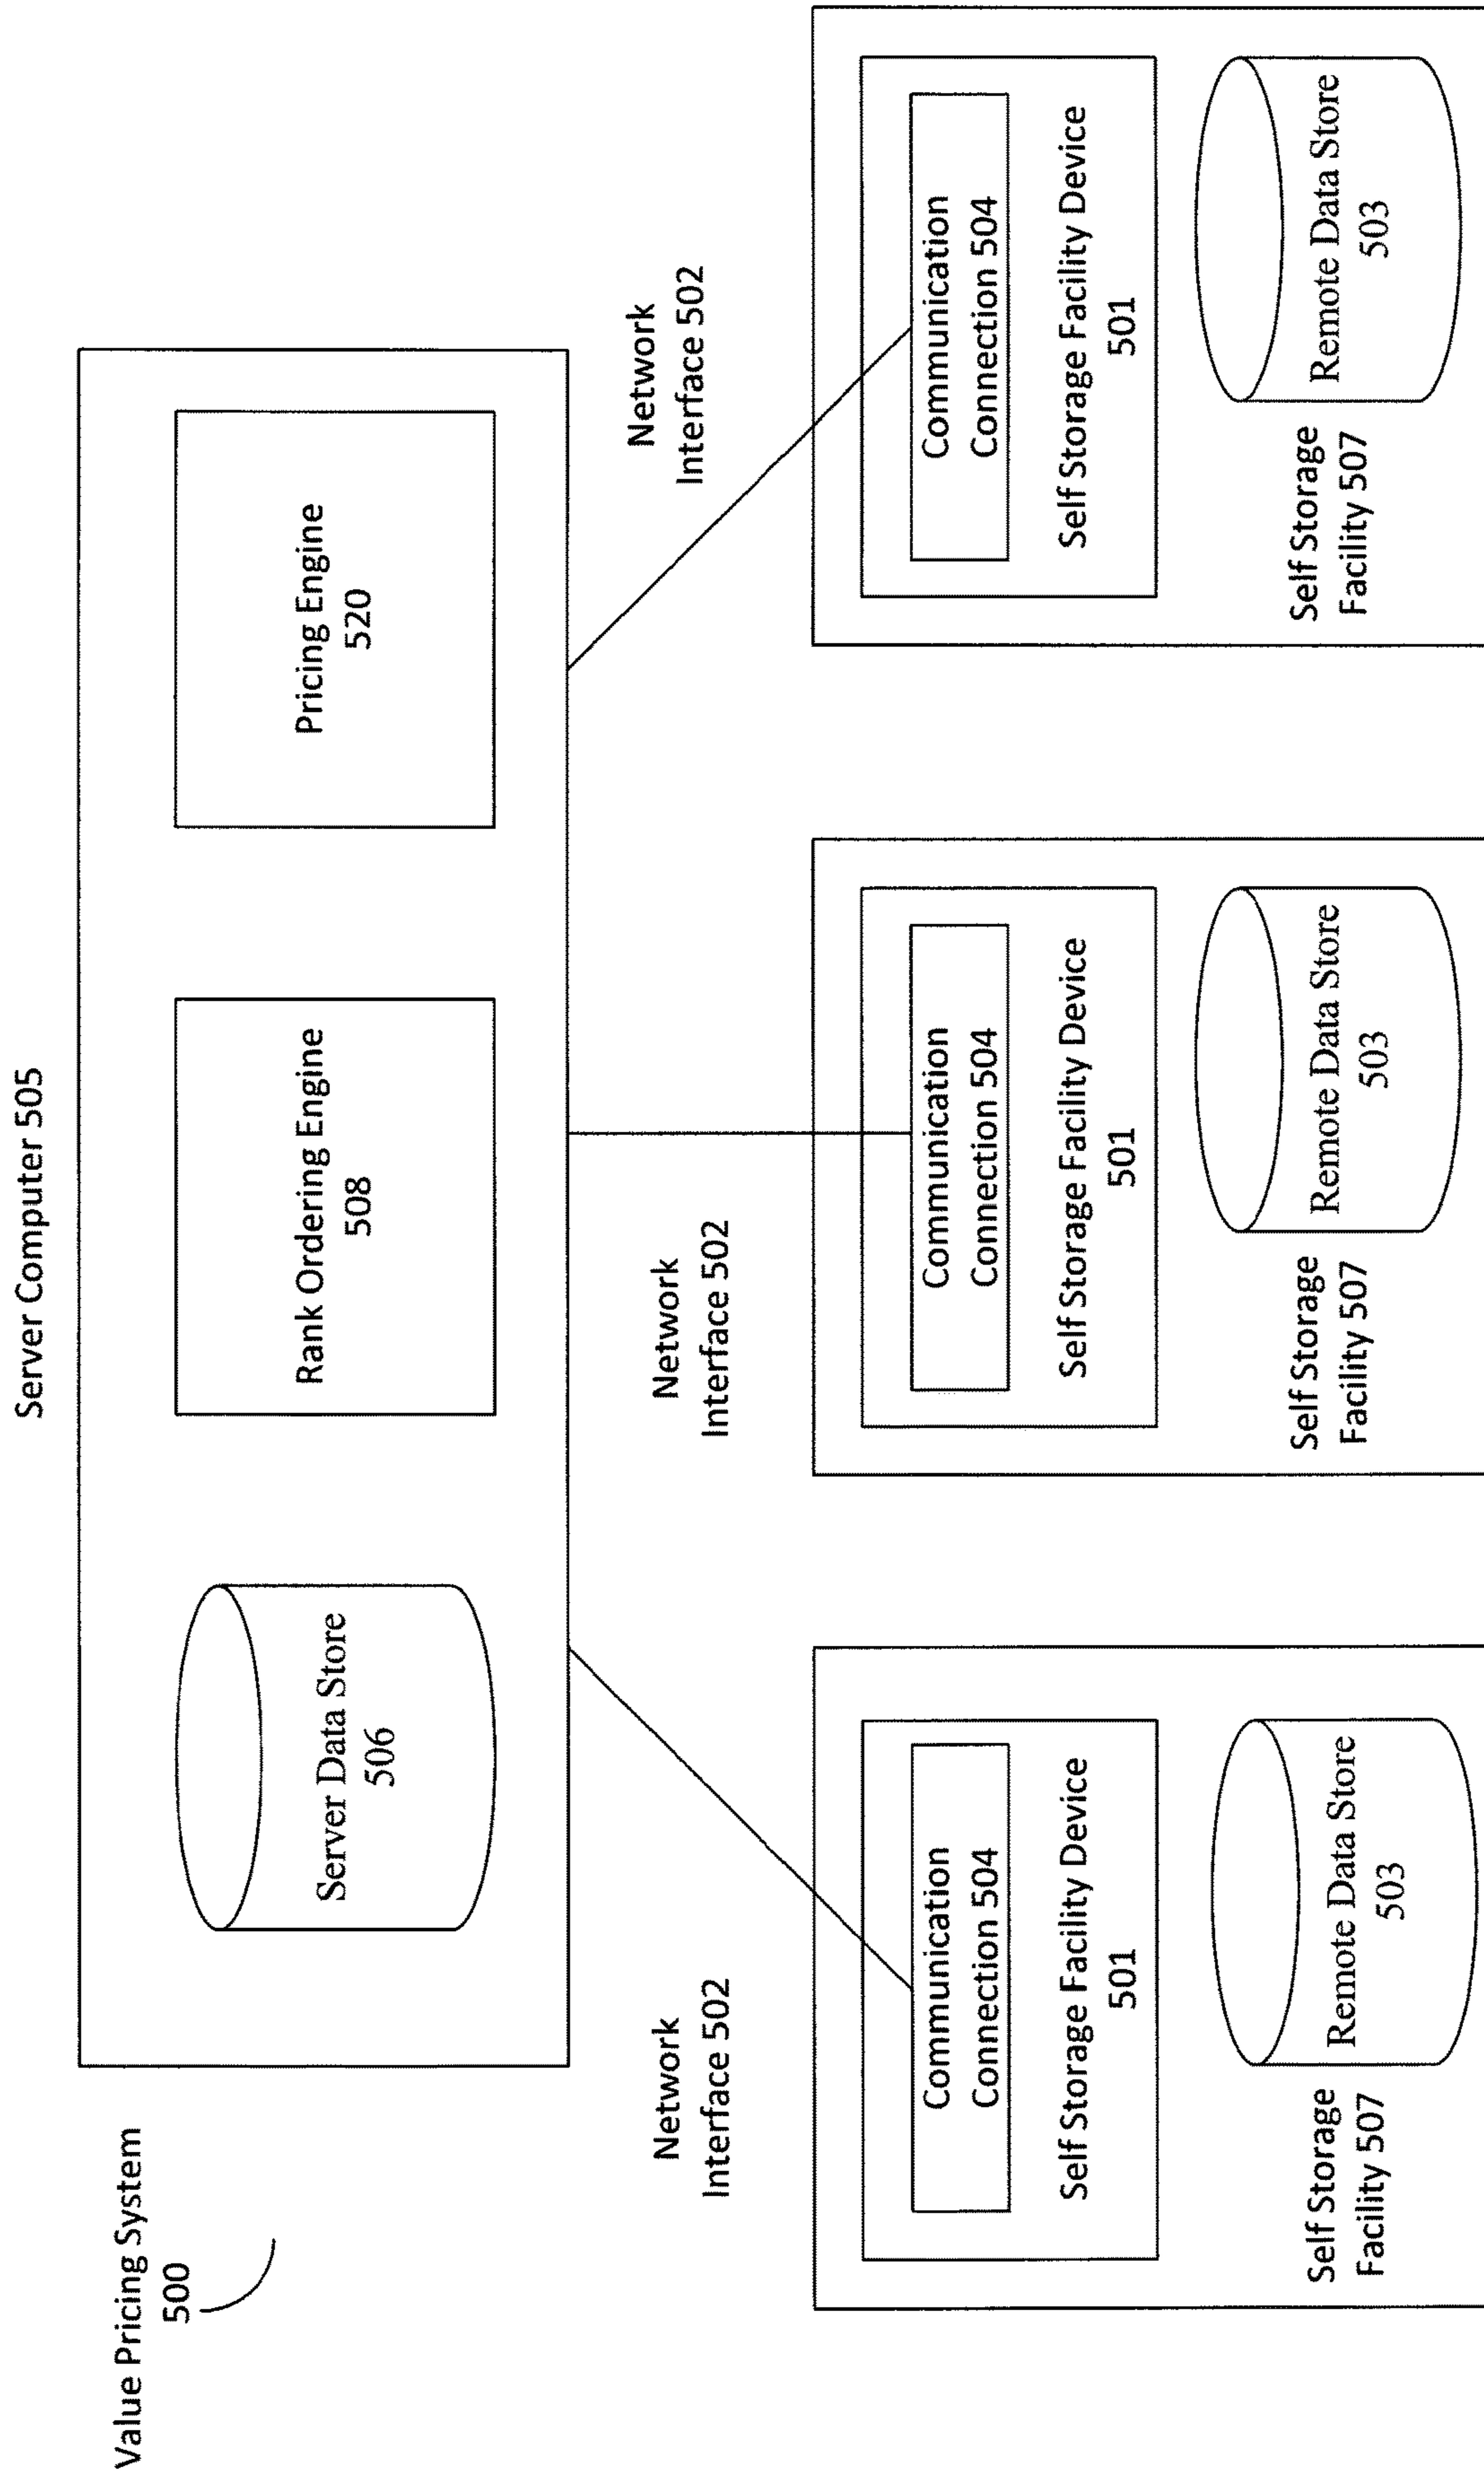 Server Computer 505
Value Pricing System
500
Server Data Store
506
Rank Ordering Engine
508
Pricing Engine
520
Network
Interface 502
Network
Interface 502
Network
Interface 502
Communication
Connection 504
Self Storage Facility Device
501
Remote Data Store
503
Self Storage
Facility 507
Communication
Connection 504
Self Storage Facility Device
501
Remote Data Store
503
Self Storage
Facility 507
Communication
Connection 504
Self Storage Facility Device
501
Remote Data Store
503
Self Storage
Facility 507